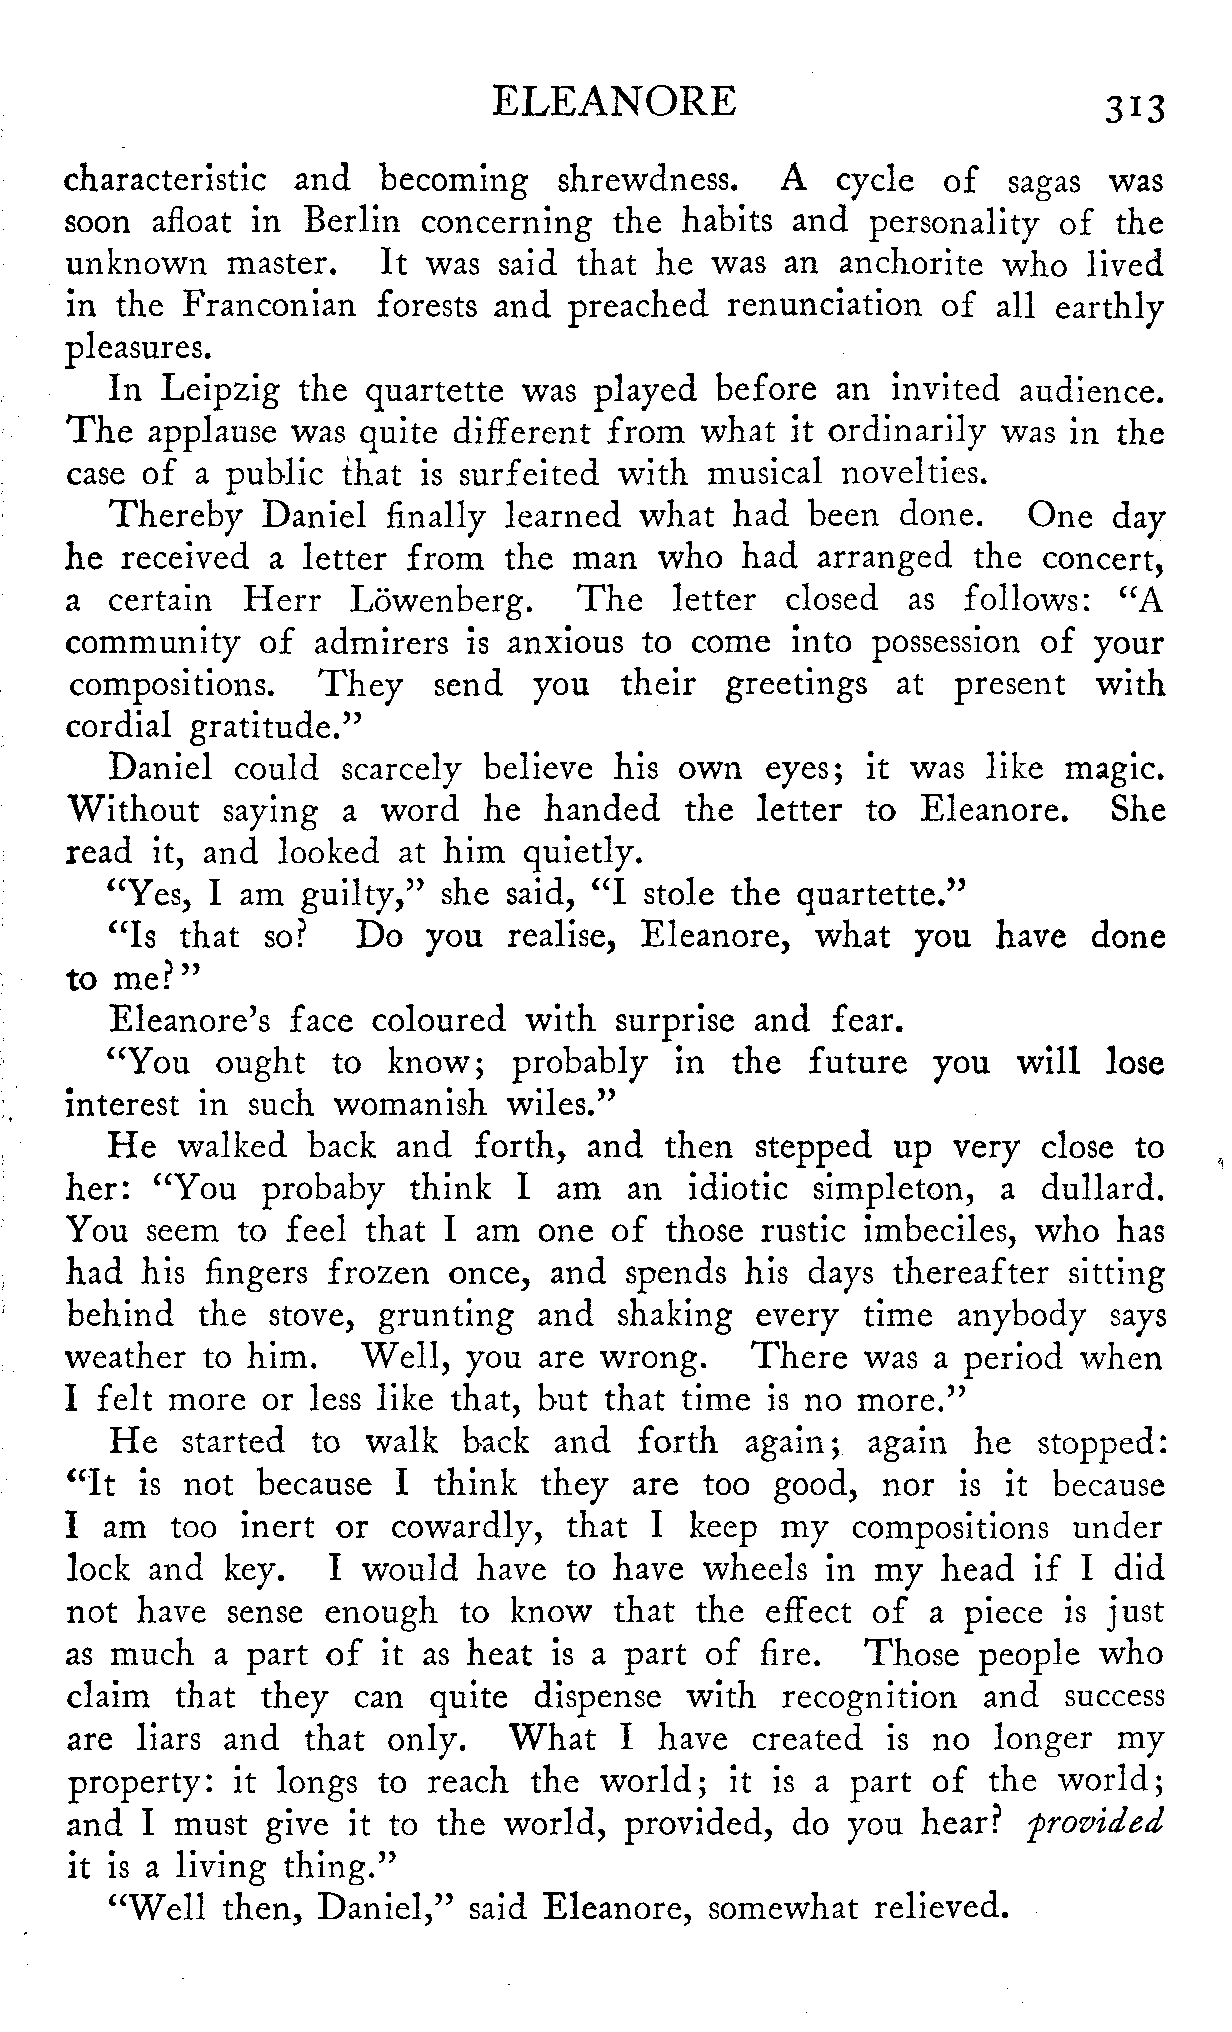 ELEANORE 313
characteristic and becoming shrewdness. A cycle of sagas was
soon afloat in Berlin concerning the habits and personality of the
unknown master. It was said that he was an anchorite who lived
in the Franconian forests and preached renunciation of all earthly
pleasures.
In Leipzig the quartette was played before an invited audience.
The applause was quite different from what it ordinarily was in the
case of a public that is surfeited with musical novelties.
Thereby Daniel finally learned what had been done. One day
he received a letter from the man who had arranged the concert,
a certain Herr Löwenberg. The letter closed as follows: “A
community of admirers is anxious to come into possession of your
compositions. They send you their greetings at present with
cordial gratitude.”
Daniel could scarcely believe his own eyes; it was like magic.
Without saying a word he handed the letter to Eleanore. She
read it, and looked at him quietly.
“Yes, I am guilty,” she said, “I stole the quartette.”
“Is that so? Do you realise, Eleanore, what you have done
to me?”
Eleanore’s face coloured with surprise and fear.
“You ought to know; probably in the future you will lose
interest in such womanish wiles.”
He walked back and forth, and then stepped up very close to
her: “You probaby think I am an idiotic simpleton, a dullard.
You seem to feel that I am one of those rustic imbeciles, who has
had his fingers frozen once, and spends his days thereafter sitting
behind the stove, grunting and shaking every time anybody says
weather to him. Well, you are wrong. There was a period when
I felt more or less like that, but that time is no more.”
He started to walk back and forth again; again he stopped:
“It is not because I think they are too good, nor is it because
I am too inert or cowardly, that I keep my compositions under
lock and key. I would have to have wheels in my head if I did
not have sense enough to know that the effect of a piece is just
as much a part of it as heat is a part of fire. Those people who
claim that they can quite dispense with recognition and success
are liars and that only. What I have created is no longer my
property: it longs to reach the world; it is a part of the world;
and I must give it to the world, provided, do you hear? provided
it is a living thing.”
“Well then, Daniel,” said Eleanore, somewhat relieved.